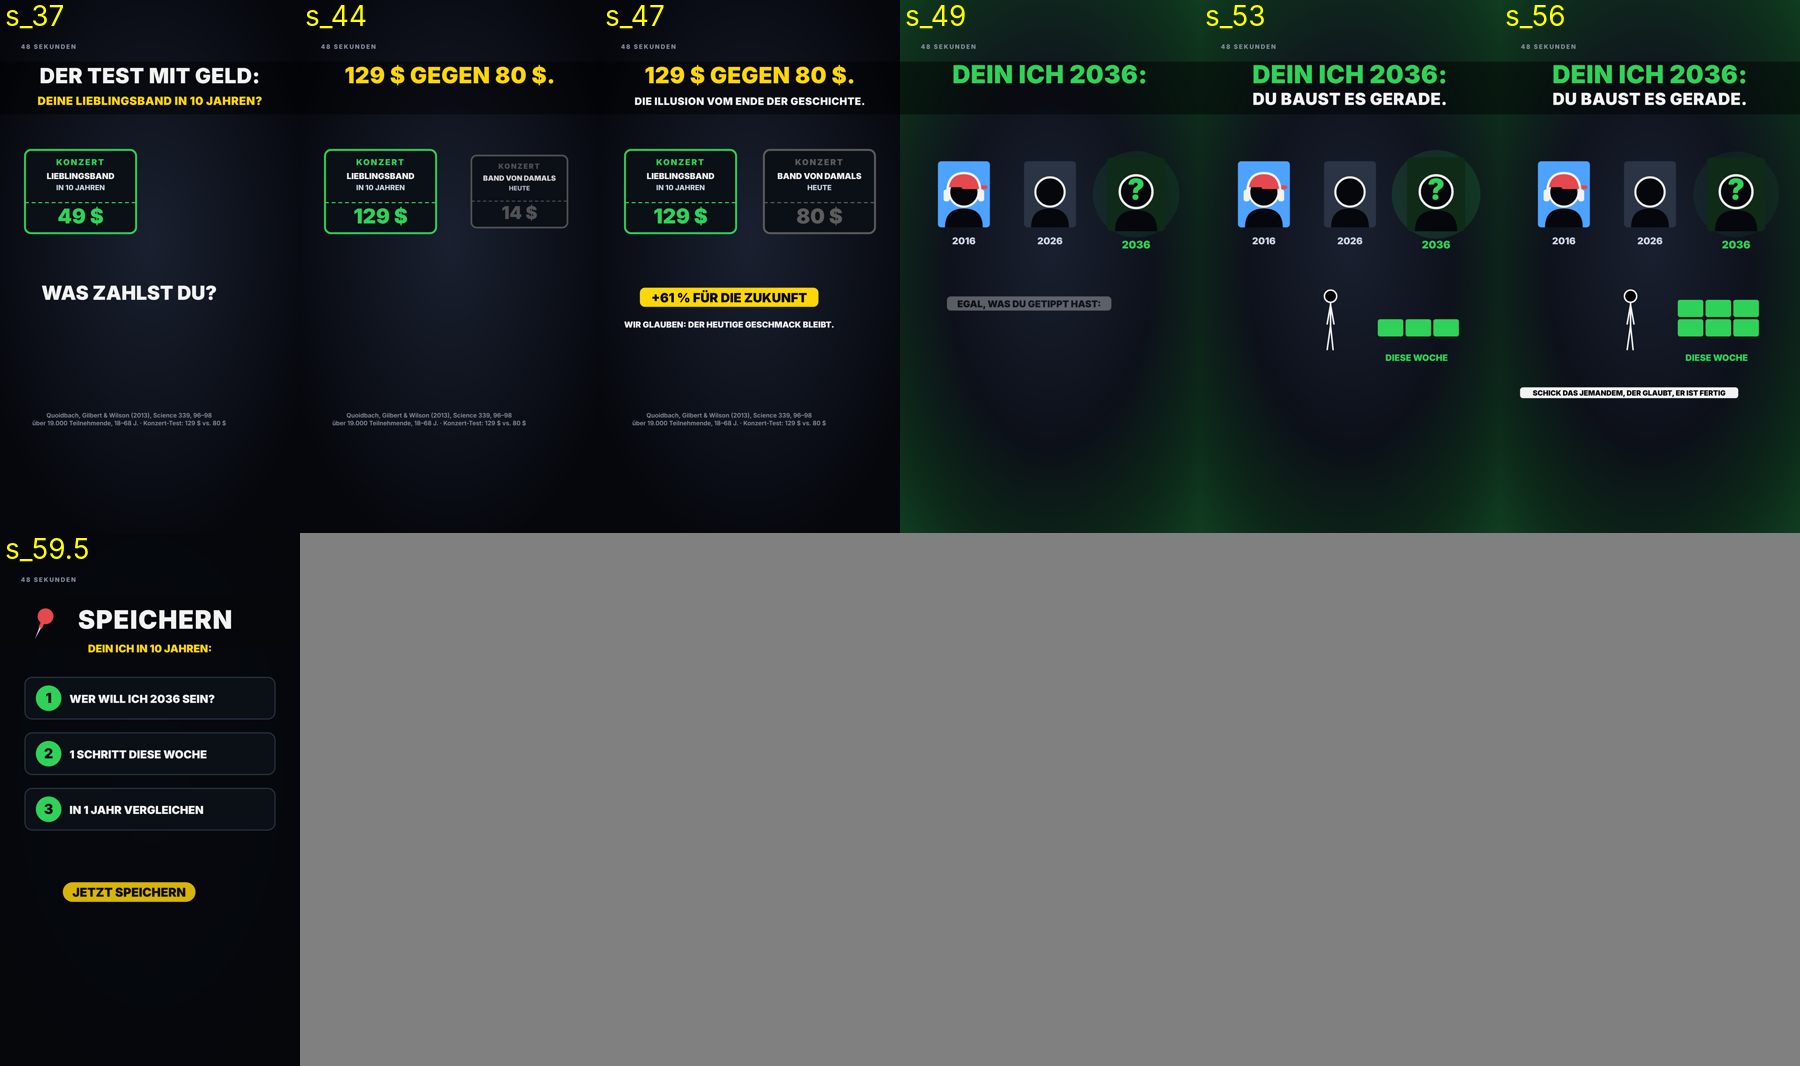 s_37
48 SEKUNDEN
DER TEST MIT GELD:
DEINE LIEBLINGSBAND IN 10 JAHREN?
KONZERT
LIEBLINGSBAND
IN 10 JAHREN
49 $
WAS ZAHLST DU?
Quoidbach, Gilbert & Wilson (2013), Science 339, 96–98
über 19.000 Teilnehmende, 18–68 J. · Konzert-Test: 129 $ vs. 80 $
s_44
48 SEKUNDEN
129 $ GEGEN 80 $.
KONZERT
LIEBLINGSBAND
IN 10 JAHREN
129 $
KONZERT
BAND VON DAMALS
HEUTE
14 $
Quoidbach, Gilbert & Wilson (2013), Science 339, 96–98
über 19.000 Teilnehmende, 18–68 J. · Konzert-Test: 129 $ vs. 80 $
s_47
48 SEKUNDEN
129 $ GEGEN 80 $.
DIE ILLUSION VOM ENDE DER GESCHICHTE.
KONZERT
LIEBLINGSBAND
IN 10 JAHREN
129 $
KONZERT
BAND VON DAMALS
HEUTE
80 $
+61 % FÜR DIE ZUKUNFT
WIR GLAUBEN: DER HEUTIGE GESCHMACK BLEIBT.
Quoidbach, Gilbert & Wilson (2013), Science 339, 96–98
über 19.000 Teilnehmende, 18–68 J. · Konzert-Test: 129 $ vs. 80 $
s_49
48 SEKUNDEN
DEIN ICH 2036:
?
2016
2026
2036
EGAL, WAS DU GETIPPT HAST:
s_53
48 SEKUNDEN
DEIN ICH 2036:
DU BAUST ES GERADE.
?
2016
2026
2036
DIESE WOCHE
s_56
48 SEKUNDEN
DEIN ICH 2036:
DU BAUST ES GERADE.
?
2016
2026
2036
DIESE WOCHE
SCHICK DAS JEMANDEM, DER GLAUBT, ER IST FERTIG
s_59.5
48 SEKUNDEN
SPEICHERN
DEIN ICH IN 10 JAHREN:
1 WER WILL ICH 2036 SEIN?
2 1 SCHRITT DIESE WOCHE
3 IN 1 JAHR VERGLEICHEN
JETZT SPEICHERN